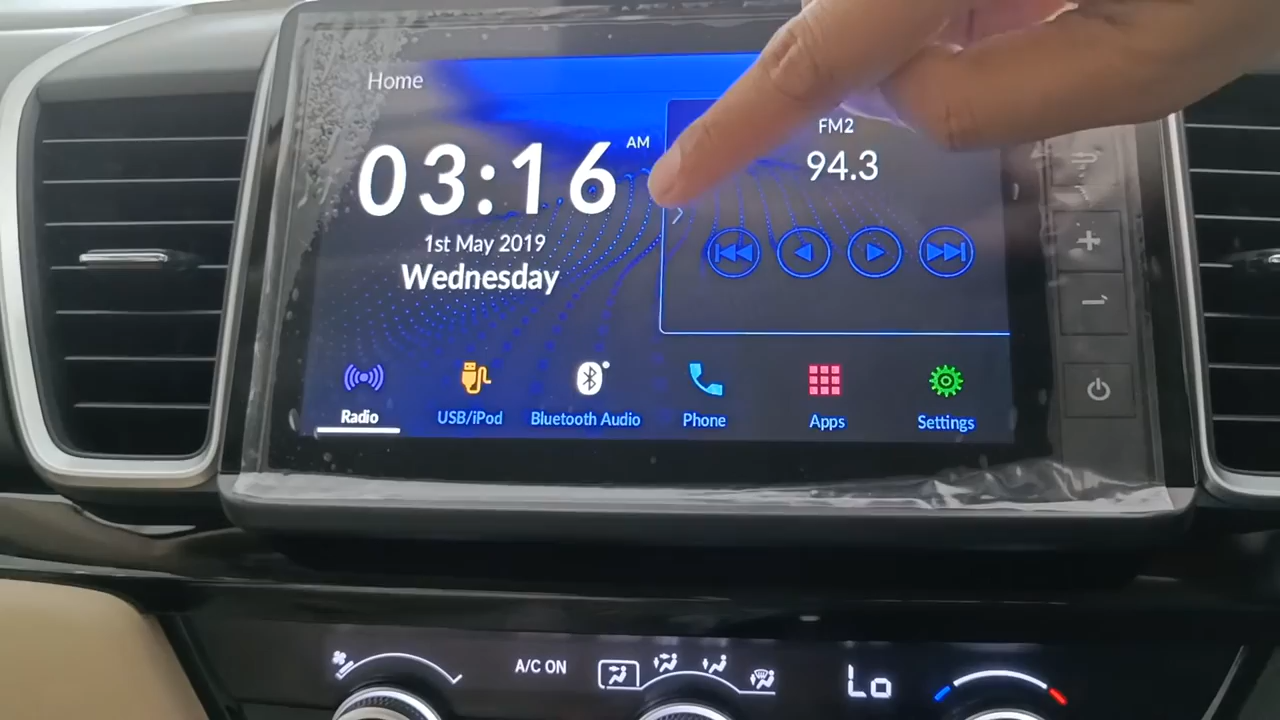 Home
AM
03:16
1st May 2019
Wednesday
FM2
94.3
Radio
USB/iPod
Bluetooth Audio
Phone
Apps
Settings
A/C ON
Lo